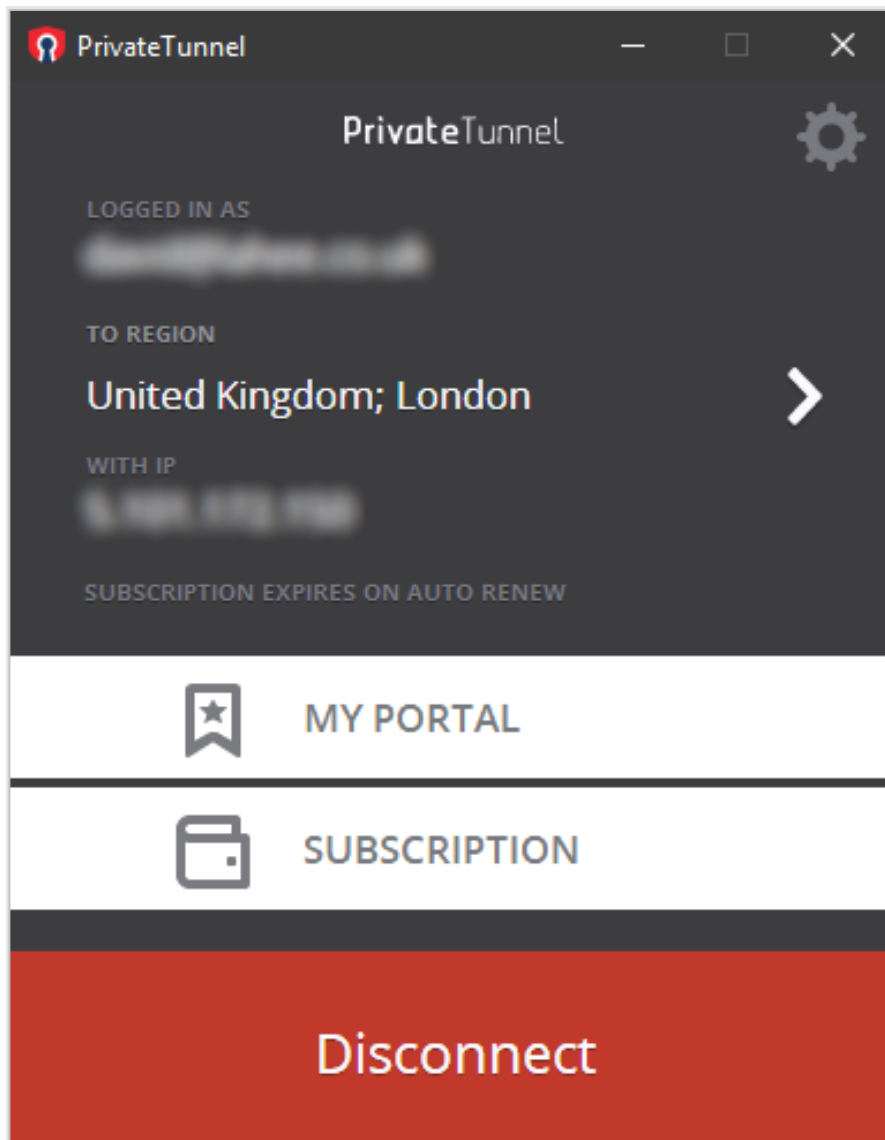 PrivateTunnel
PrivateTunnel
LOGGED IN AS
TO REGION
United Kingdom; London
WITH IP
SUBSCRIPTION EXPIRES ON AUTO RENEW
MY PORTAL
SUBSCRIPTION
Disconnect